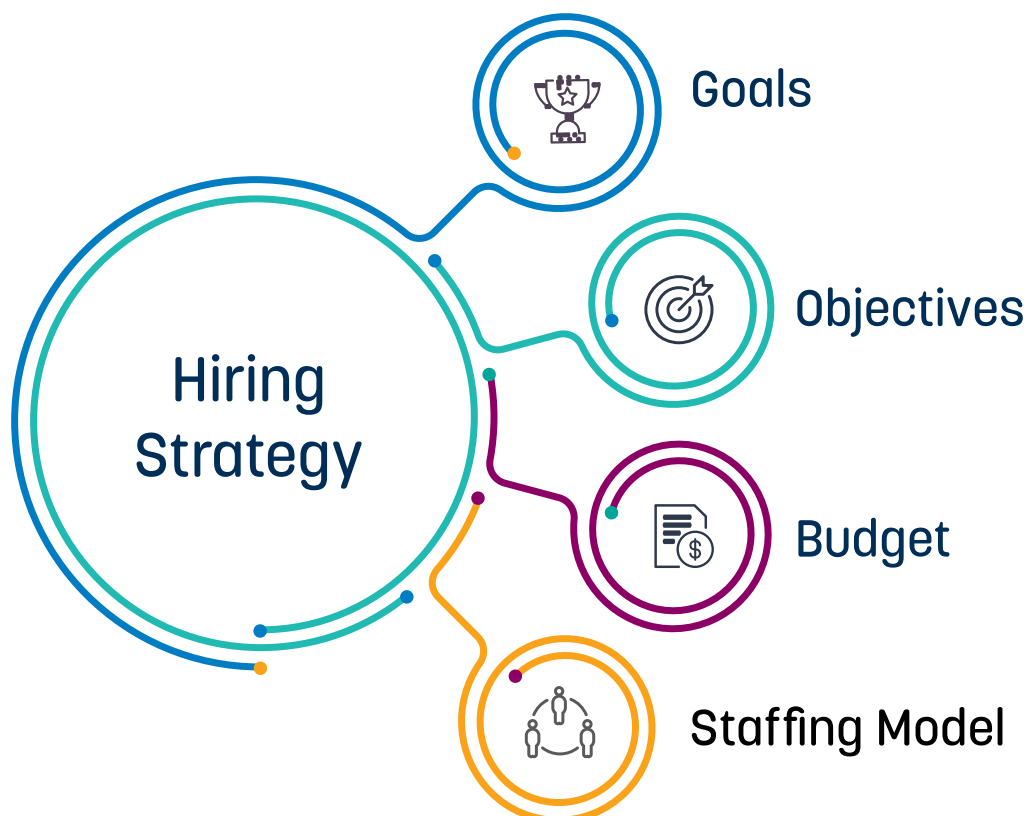 Goals
Objectives
Hiring
Strategy
Budget
$
Staffing Model